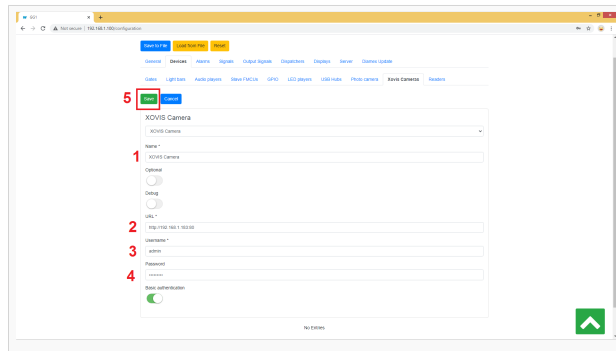 SG1
Not secure | 192.168.1.100/configuration
Save to File Load from File Reset
General Devices Alarms Signals Output Signals Dispatchers Displays Server Games Update
Gates Light bars Audio players Slave FMCUs GPIO LED players USB Hubs Photo camera Xovis Cameras Readers
5 Save Cancel
XOVIS Camera
XOVIS Camera
Name *
1 XOVIS Camera
Optional
Debug
URL *
2 http://192.168.1.103:80
Username *
3 admin
Password
4 ••••••••
Basic authentication
No Entries